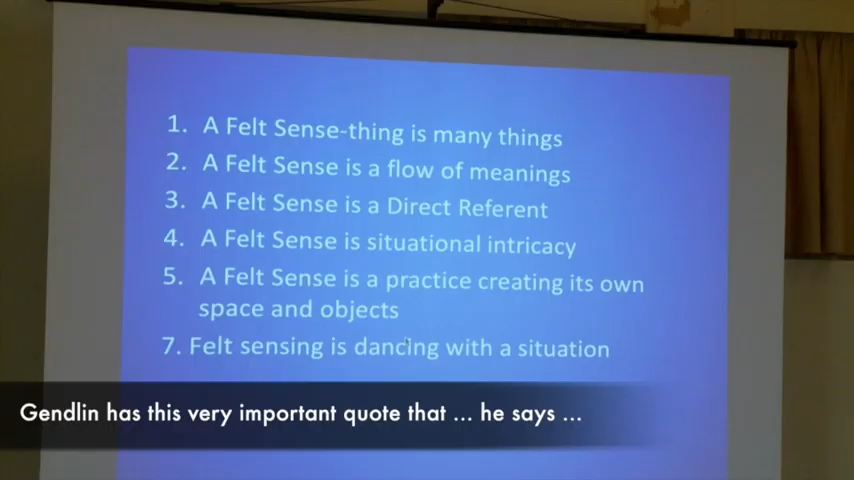 1. A Felt Sense-thing is many things
2. A Felt Sense is a flow of meanings
3. A Felt Sense is a Direct Referent
4. A Felt Sense is situational intricacy
5. A Felt Sense is a practice creating its own
space and objects
7. Felt sensing is dancing with a situation
Gendlin has this very important quote that ... he says ...